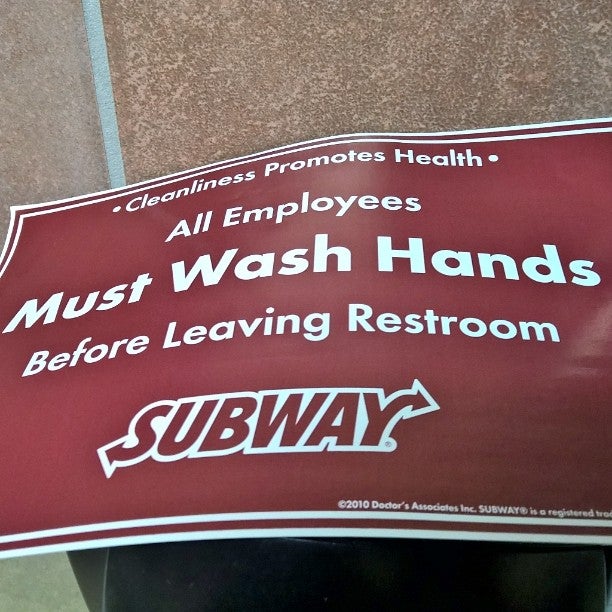 • Cleanliness Promotes Health •
All Employees
Must Wash Hands
Before Leaving Restroom
SUBWAY®
©2010 Doctor's Associates Inc. SUBWAY® is a registered